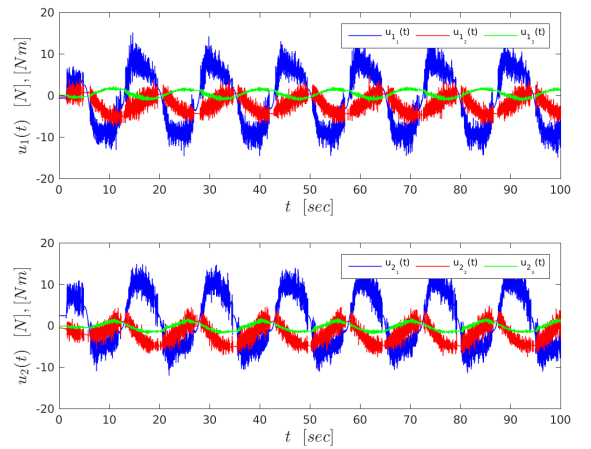 20
10
0
-10
-20
u₁(t) [N], [Nm]
u₁₁(t) u₁₂(t) u₁₃(t)
0 10 20 30 40 50 60 70 80 90 100
t [sec]
20
10
0
-10
-20
u₂(t) [N], [Nm]
u₂₁(t) u₂₂(t) u₂₃(t)
0 10 20 30 40 50 60 70 80 90 100
t [sec]